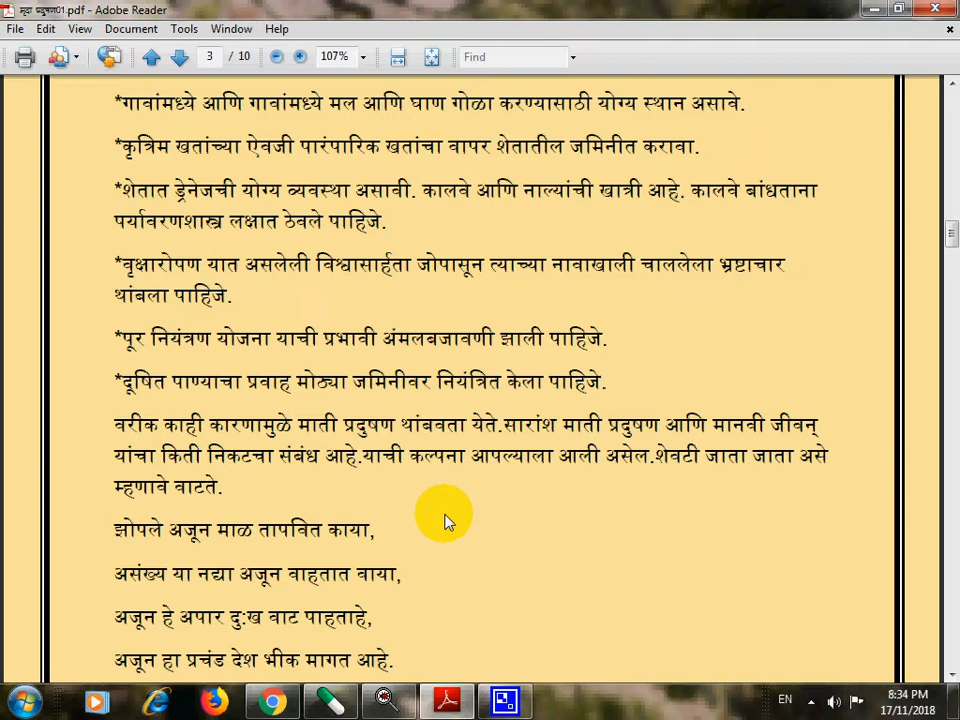 मृदा प्रदुषण01.pdf - Adobe Reader
File Edit View Document Tools Window Help
3 / 10 107% Find
*गावांमध्ये आणि गावांमध्ये मल आणि घाण गोळा करण्यासाठी योग्य स्थान असावे.
*कृत्रिम खतांच्या ऐवजी पारंपारिक खतांचा वापर शेतातील जमिनीत करावा.
*शेतात ड्रेनेजची योग्य व्यवस्था असावी. कालवे आणि नाल्यांची खात्री आहे. कालवे बांधताना
पर्यावरणशास्त्र लक्षात ठेवले पाहिजे.
*वृक्षारोपण यात असलेली विश्वासार्हता जोपासून त्याच्या नावाखाली चाललेला भ्रष्टाचार
थांबला पाहिजे.
*पूर नियंत्रण योजना याची प्रभावी अंमलबजावणी झाली पाहिजे.
*दूषित पाण्याचा प्रवाह मोठ्या जमिनीवर नियंत्रित केला पाहिजे.
वरीक काही कारणामुळे माती प्रदुषण थांबवता येते.सारांश माती प्रदुषण आणि मानवी जीवन्
यांचा किती निकटचा संबंध आहे.याची कल्पना आपल्याला आली असेल.शेवटी जाता जाता असे
म्हणावे वाटते.
झोपले अजून माळ तापवित काया,
असंख्य या नद्या अजून वाहतात वाया,
अजून हे अपार दु:ख वाट पाहताहे,
अजून हा प्रचंड देश भीक मागत आहे.
EN 8:34 PM
17/11/2018